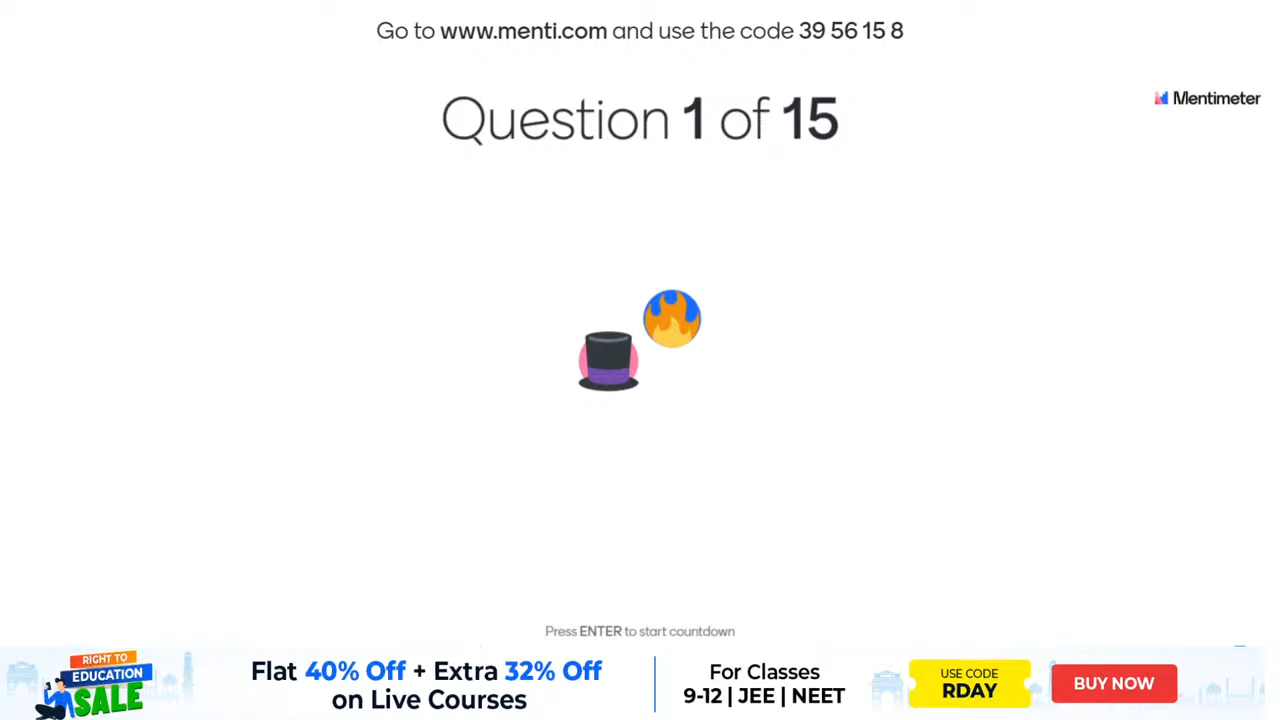 Go to www.menti.com and use the code 39 56 15 8
Mentimeter
Question 1 of 15
Press ENTER to start countdown
RIGHT TO
EDUCATION
SALE
Flat 40% Off + Extra 32% Off
on Live Courses
For Classes
9-12 | JEE | NEET
USE CODE
RDAY
BUY NOW